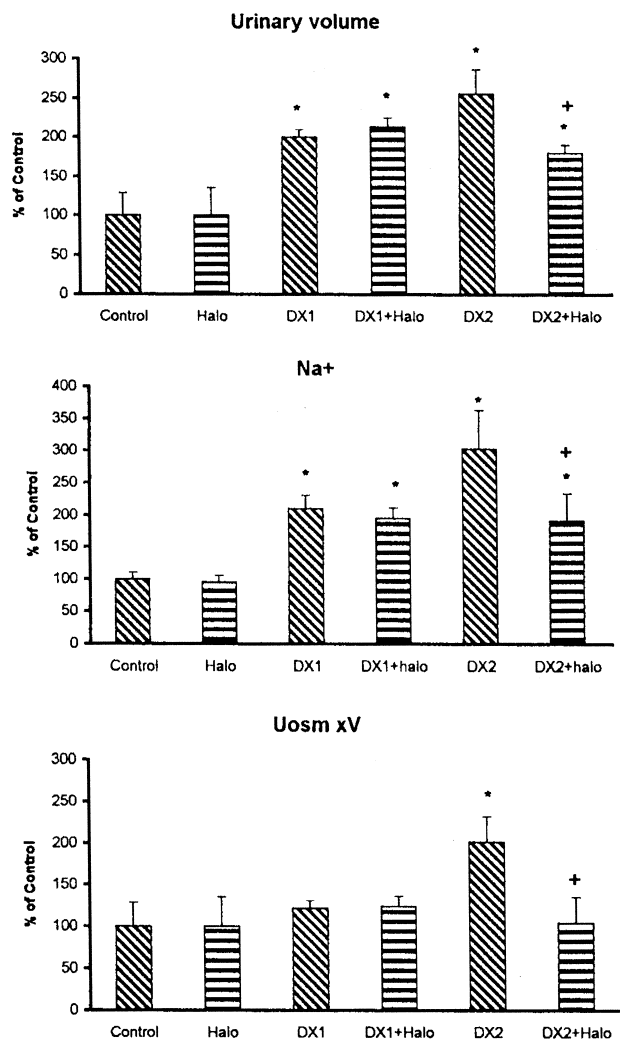 Urinary volume
300
250
200
150
100
50
0
% of Control
* * * + *
Control Halo DX1 DX1+Halo DX2 DX2+Halo
Na+
400
350
300
250
200
150
100
50
0
% of Control
* * * + *
Control Halo DX1 DX1+halo DX2 DX2+halo
Uosm xV
300
250
200
150
100
50
0
% of Control
* +
Control Halo DX1 DX1+Halo DX2 DX2+Halo